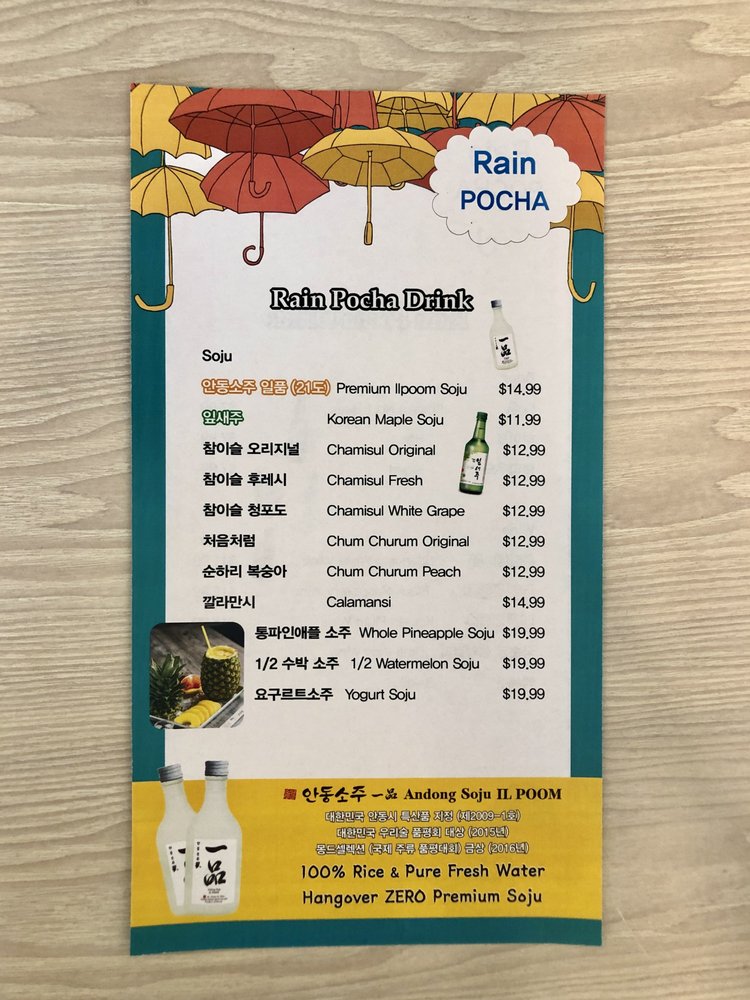 Rain
POCHA
Rain Pocha Drink
Soju
안동소주 일품 (21도) Premium Ilpoom Soju $14.99
잎새주 Korean Maple Soju $11.99
참이슬 오리지널 Chamisul Original $12.99
참이슬 후레시 Chamisul Fresh $12.99
참이슬 청포도 Chamisul White Grape $12.99
처음처럼 Chum Churum Original $12.99
순하리 복숭아 Chum Churum Peach $12.99
깔라만시 Calamansi $14.99
통파인애플 소주 Whole Pineapple Soju $19.99
1/2 수박 소주 1/2 Watermelon Soju $19.99
요구르트소주 Yogurt Soju $19.99
안동소주 一品 Andong Soju IL POOM
대한민국 안동시 특산품 지정 (제2009-1호)
대한민국 우리술 품평회 대상 (2015년)
몽드셀렉션 (국제 주류 품평대회) 금상 (2016년)
100% Rice & Pure Fresh Water
Hangover ZERO Premium Soju
一品